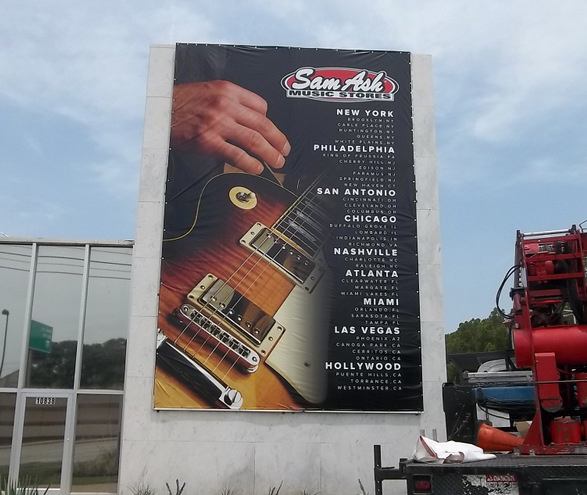 Sam Ash
MUSIC STORES
NEW YORK
BROOKLYN, NY
CARLE PLACE, NY
HUNTINGTON, NY
QUEENS, NY
WHITE PLAINS, NY
PHILADELPHIA
KING OF PRUSSIA PA
CHERRY HILL, NJ
EDISON NJ
PARAMUS NJ
SPRINGFIELD, NJ
NEW HAVEN, CT
SAN ANTONIO
CINCINNATI, OH
CLEVELAND, OH
COLUMBUS, OH
CHICAGO
BUFFALO GROVE IL
LOMBARD IL
INDIANAPOLIS IN
RICHMOND, VA
NASHVILLE
CHARLOTTE, NC
RALEIGH, NC
ATLANTA
CLEARWATER, FL
MARGATE, FL
MIAMI LAKES FL
MIAMI
ORLANDO, FL
SARASOTA, FL
TAMPA, FL
LAS VEGAS
PHOENIX AZ
CANOGA PARK CA
CERRITOS, CA
ONTARIO CA
HOLLYWOOD
PUENTE HILLS, CA
TORRANCE, CA
WESTMINSTER, CA
10838